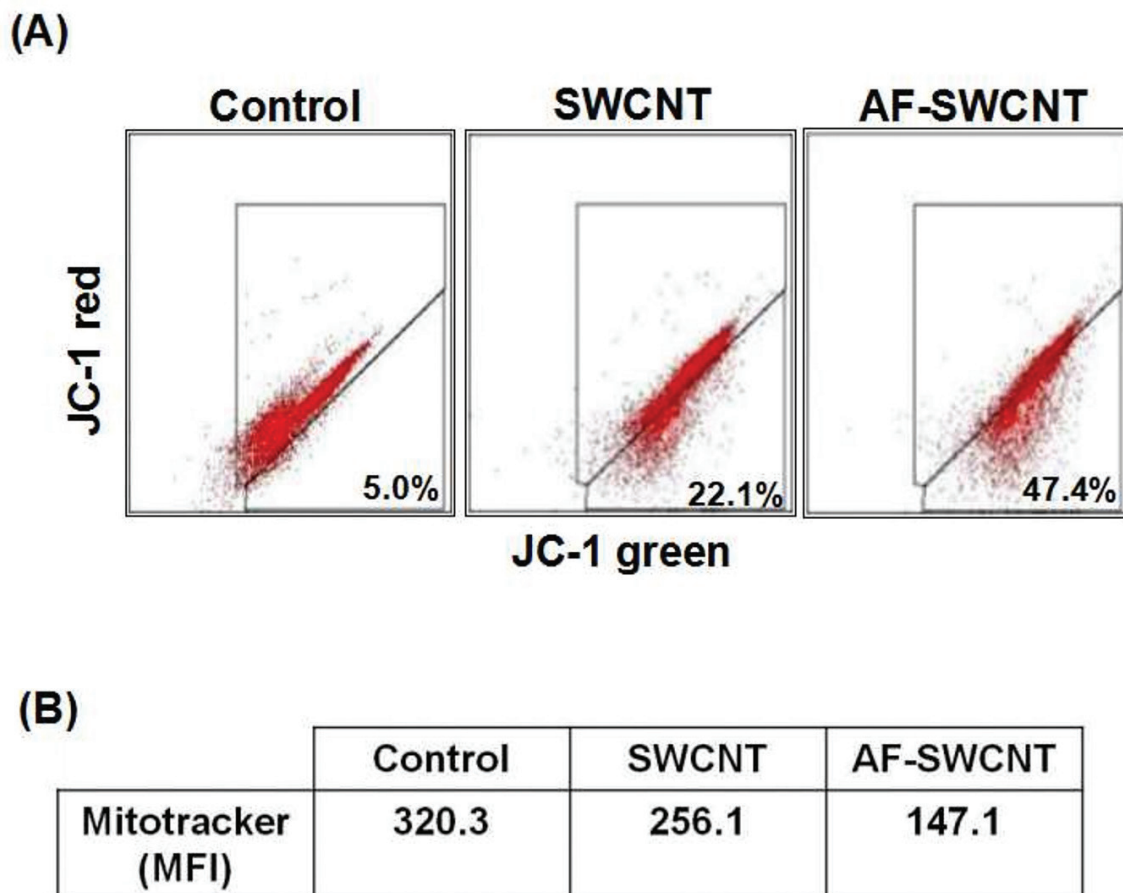 (A)
Control SWCNT AF-SWCNT
JC-1 red
5.0% 22.1% 47.4%
JC-1 green
(B)
Control SWCNT AF-SWCNT
Mitotracker 320.3 256.1 147.1
(MFI)